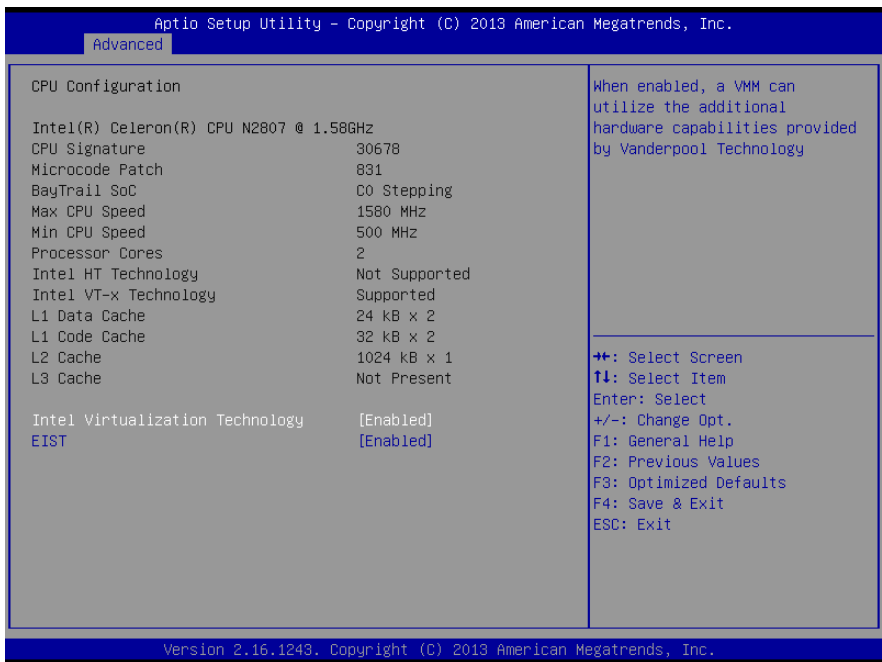 Aptio Setup Utility – Copyright (C) 2013 American Megatrends, Inc.
Advanced
CPU Configuration
Intel(R) Celeron(R) CPU N2807 @ 1.58GHz
CPU Signature 30678
Microcode Patch 831
BayTrail SoC C0 Stepping
Max CPU Speed 1580 MHz
Min CPU Speed 500 MHz
Processor Cores 2
Intel HT Technology Not Supported
Intel VT-x Technology Supported
L1 Data Cache 24 kB x 2
L1 Code Cache 32 kB x 2
L2 Cache 1024 kB x 1
L3 Cache Not Present
Intel Virtualization Technology [Enabled]
EIST [Enabled]
When enabled, a VMM can
utilize the additional
hardware capabilities provided
by Vanderpool Technology
→←: Select Screen
↑↓: Select Item
Enter: Select
+/-: Change Opt.
F1: General Help
F2: Previous Values
F3: Optimized Defaults
F4: Save & Exit
ESC: Exit
Version 2.16.1243. Copyright (C) 2013 American Megatrends, Inc.